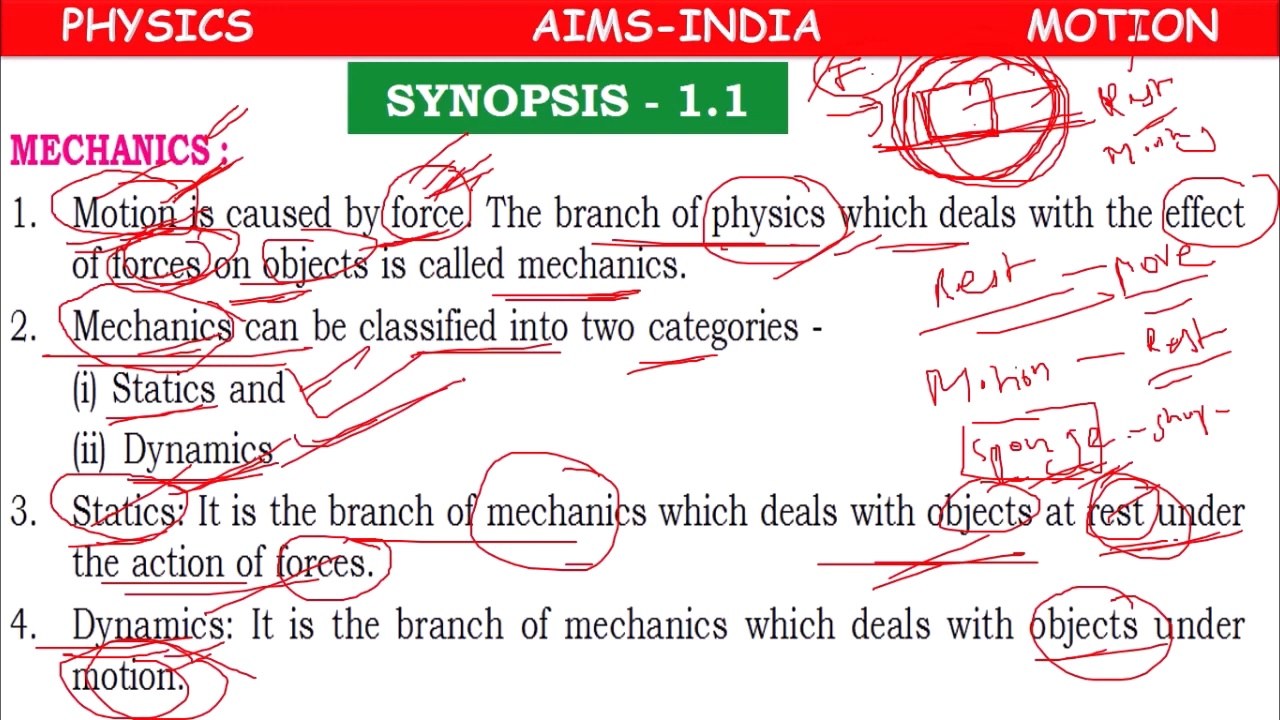 PHYSICS AIMS-INDIA MOTION
SYNOPSIS - 1.1
MECHANICS :
Rest
Moving
1. Motion is caused by force. The branch of physics which deals with the effect
of forces on objects is called mechanics.
Rest — Move
2. Mechanics can be classified into two categories -
Motion — Rest
(i) Statics and
(ii) Dynamics
Sponge
3. Statics: It is the branch of mechanics which deals with objects at rest under
the action of forces.
4. Dynamics: It is the branch of mechanics which deals with objects under
motion.